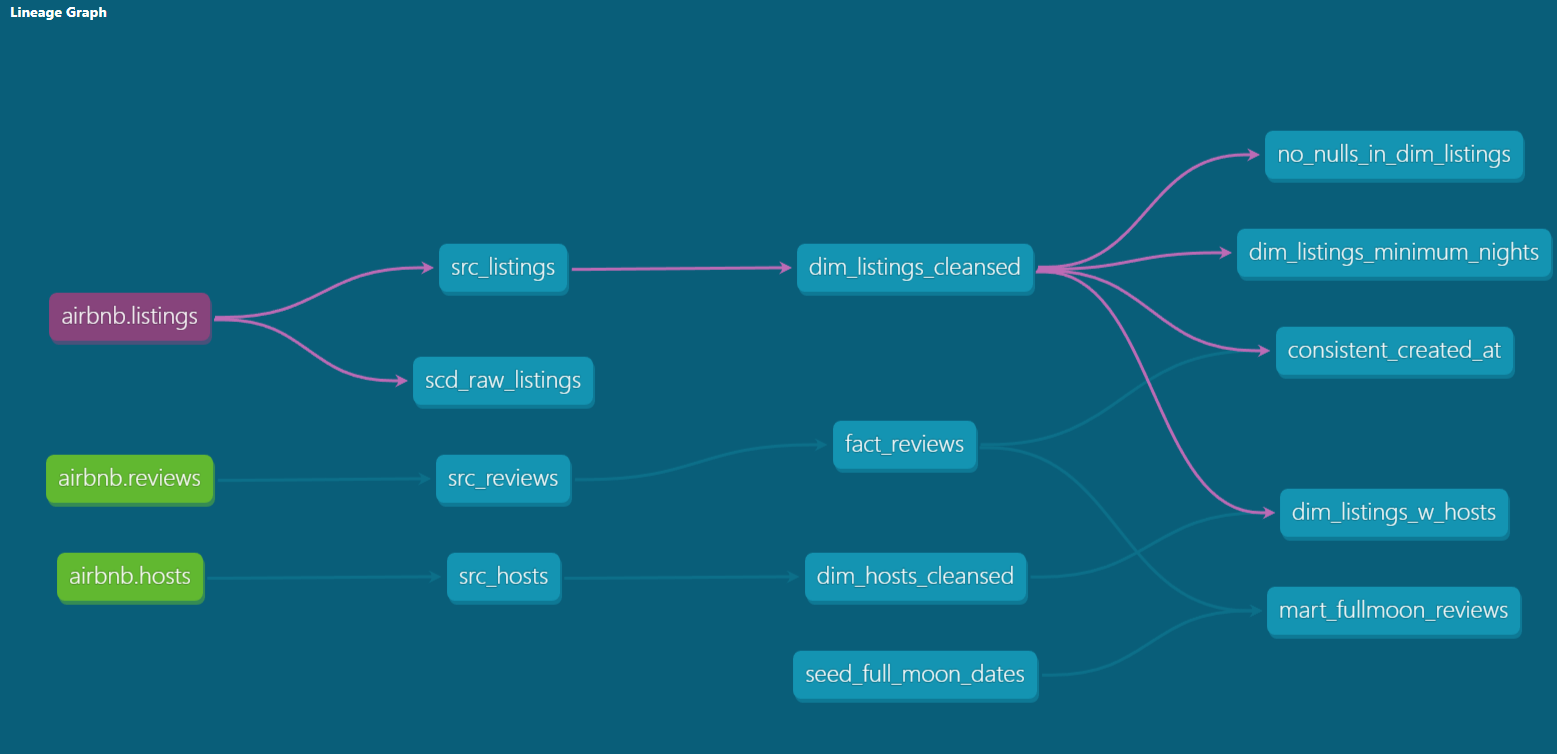 Lineage Graph
no_nulls_in_dim_listings
dim_listings_minimum_nights
src_listings
dim_listings_cleansed
airbnb.listings
consistent_created_at
scd_raw_listings
fact_reviews
airbnb.reviews
src_reviews
dim_listings_w_hosts
airbnb.hosts
src_hosts
dim_hosts_cleansed
mart_fullmoon_reviews
seed_full_moon_dates